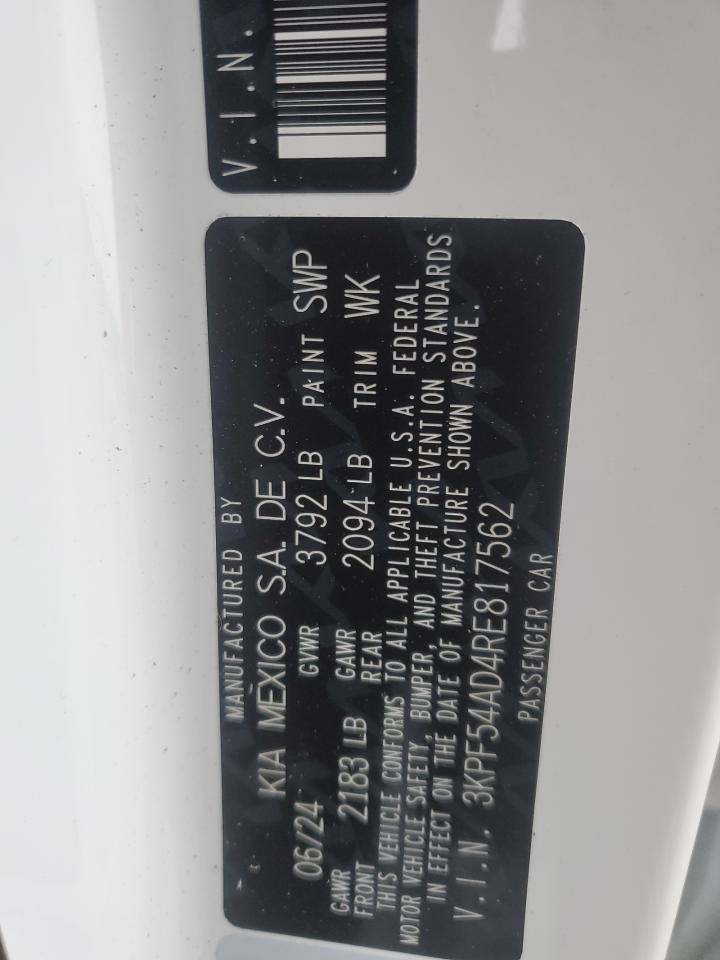 MANUFACTURED BY
KIA MEXICO S.A. DE C.V.
06/24 GVWR 3792 LB PAINT SWP
GAWR FRONT 2183 LB GAWR REAR 2094 LB TRIM WK
THIS VEHICLE CONFORMS TO ALL APPLICABLE U.S.A. FEDERAL
MOTOR VEHICLE SAFETY, BUMPER, AND THEFT PREVENTION STANDARDS
IN EFFECT ON THE DATE OF MANUFACTURE SHOWN ABOVE.
V.I.N. 3KPF54AD4RE817562
PASSENGER CAR
V.I.N.